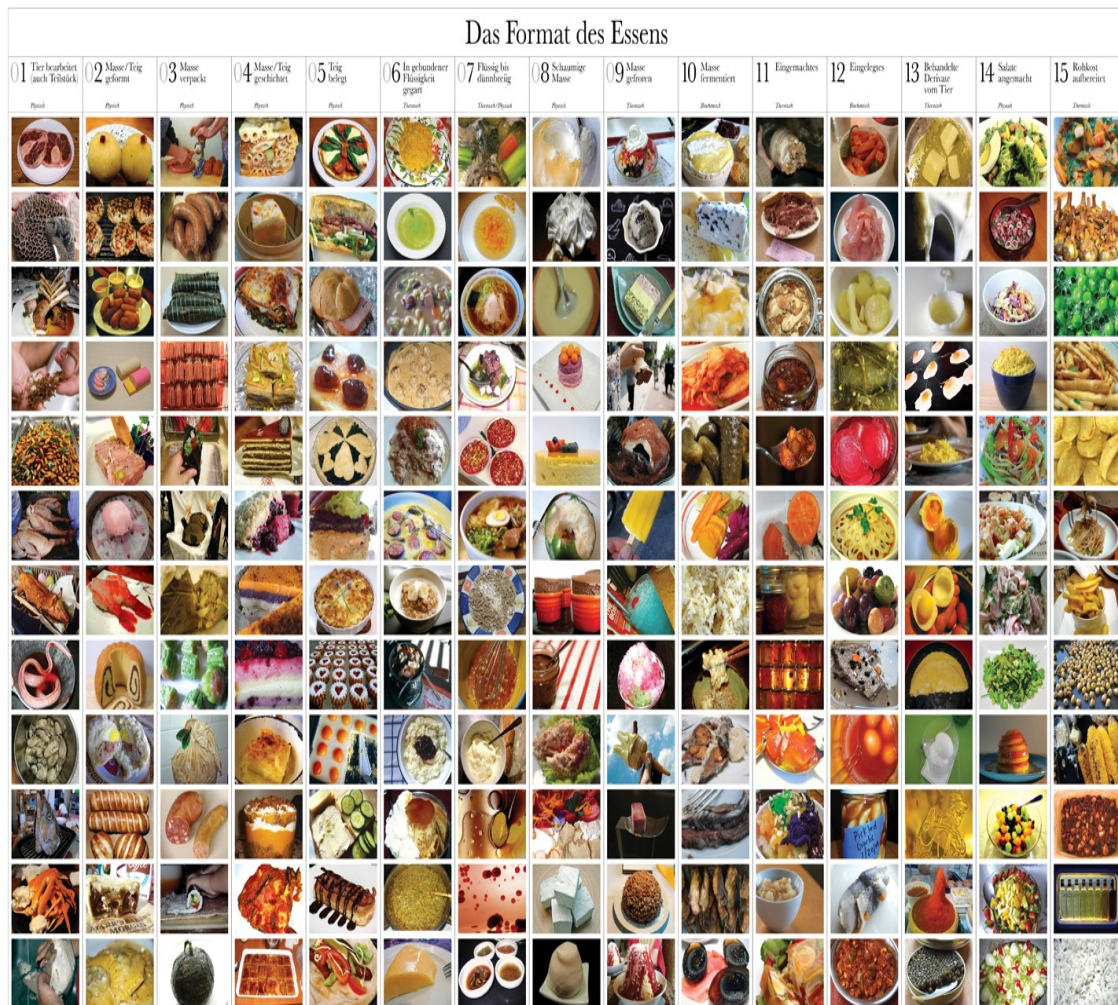 Das Format des Essens
01 Tier bearbeitet
(auch Teilstück)
Physisch
02 Masse/Teig
geformt
Physisch
03 Masse
verpackt
Physisch
04 Masse/Teig
geschichtet
Physisch
05 Teig
belegt
Physisch
06 In gebundener
Flüssigkeit
gegart
Thermisch
07 Flüssig bis
dünnbreiig
Thermisch/Physisch
08 Schaumige
Masse
Physisch
09 Masse
gefroren
Thermisch
10 Masse
fermentiert
Biochemisch
11 Eingemachtes
Thermisch
12 Eingelegtes
Biochemisch
13 Behandelte
Derivate
vom Tier
Thermisch
14 Salate
angemacht
Physisch
15 Rohkost
aufbereitet
Thermisch
Pickled
Garlic